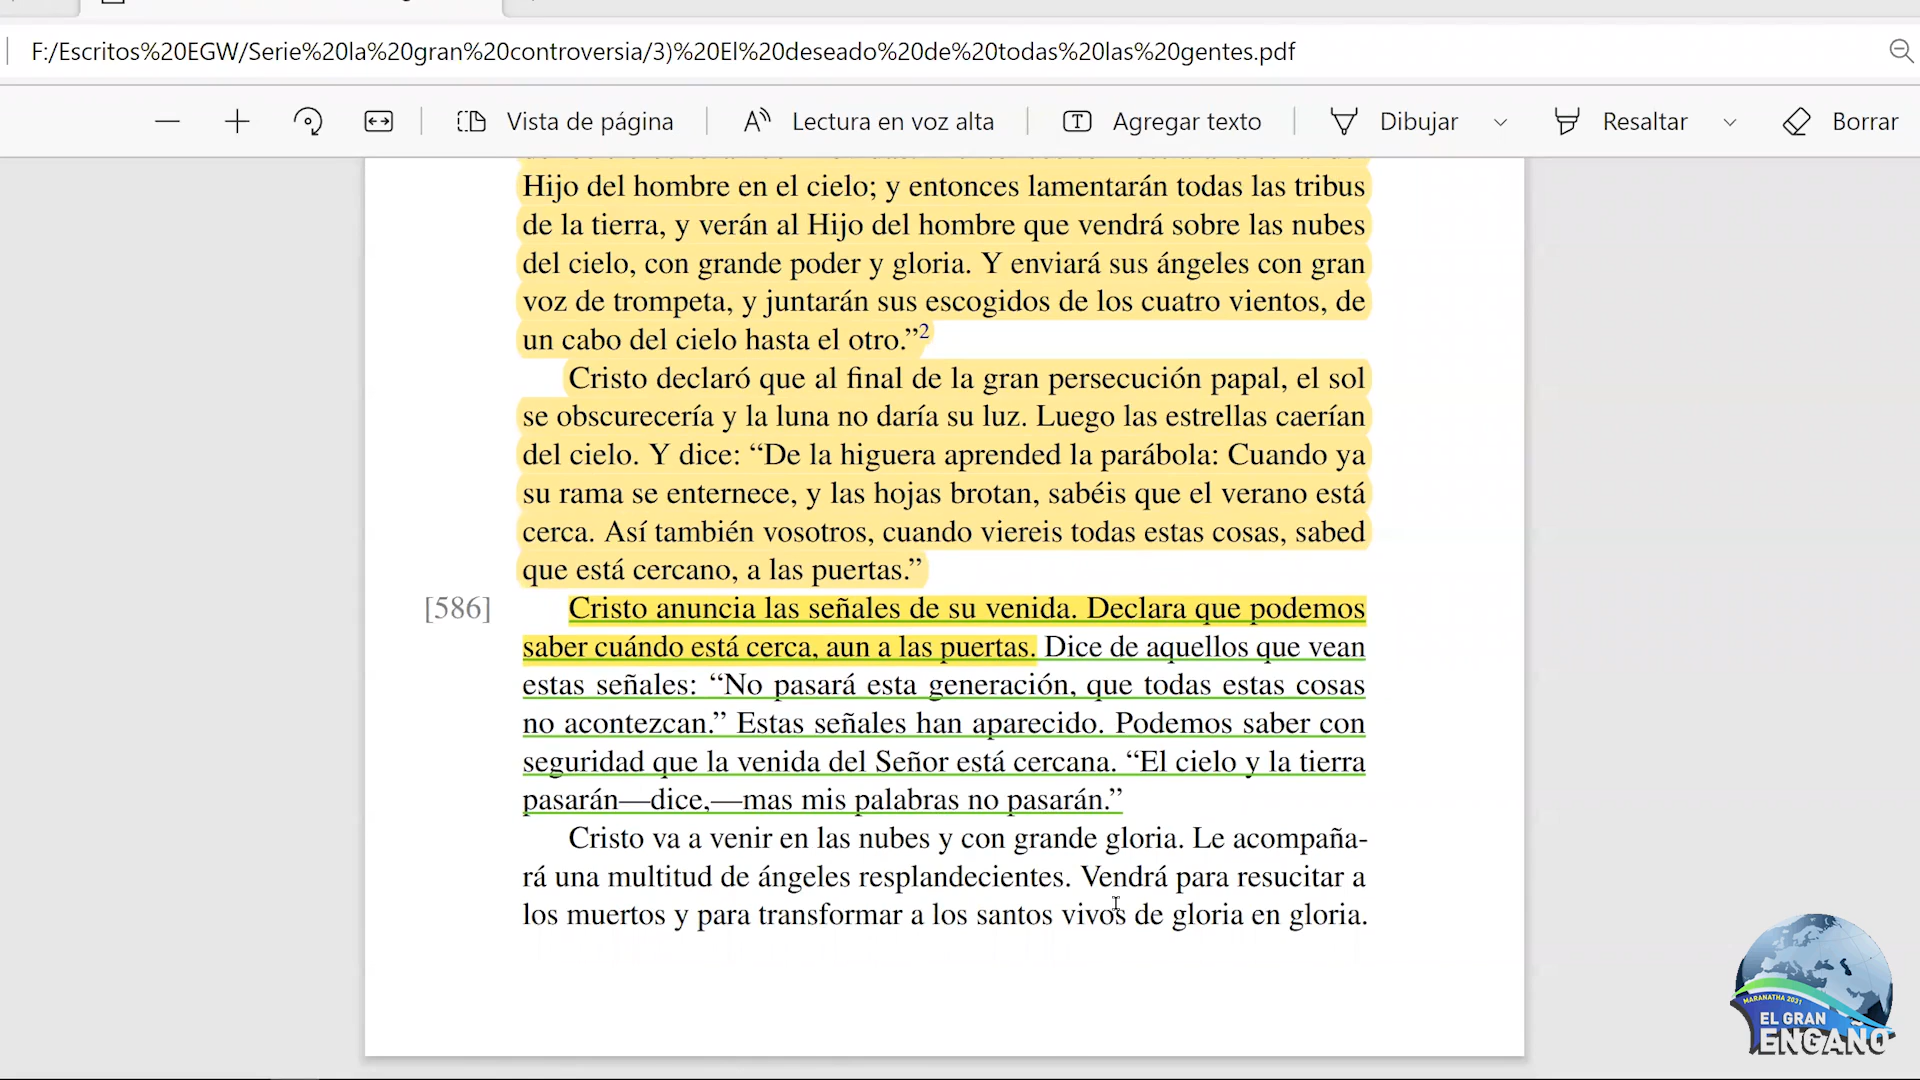 F:/Escritos%20EGW/Serie%20la%20gran%20controversia/3)%20El%20deseado%20de%20todas%20las%20gentes.pdf
Vista de página Lectura en voz alta Agregar texto Dibujar Resaltar Borrar
Hijo del hombre en el cielo; y entonces lamentarán todas las tribus
de la tierra, y verán al Hijo del hombre que vendrá sobre las nubes
del cielo, con grande poder y gloria. Y enviará sus ángeles con gran
voz de trompeta, y juntarán sus escogidos de los cuatro vientos, de
un cabo del cielo hasta el otro.”2
Cristo declaró que al final de la gran persecución papal, el sol
se obscurecería y la luna no daría su luz. Luego las estrellas caerían
del cielo. Y dice: “De la higuera aprended la parábola: Cuando ya
su rama se enternece, y las hojas brotan, sabéis que el verano está
cerca. Así también vosotros, cuando viereis todas estas cosas, sabed
que está cercano, a las puertas.”
[586] Cristo anuncia las señales de su venida. Declara que podemos
saber cuándo está cerca, aun a las puertas. Dice de aquellos que vean
estas señales: “No pasará esta generación, que todas estas cosas
no acontezcan.” Estas señales han aparecido. Podemos saber con
seguridad que la venida del Señor está cercana. “El cielo y la tierra
pasarán—dice,—mas mis palabras no pasarán.”
Cristo va a venir en las nubes y con grande gloria. Le acompaña-
rá una multitud de ángeles resplandecientes. Vendrá para resucitar a
los muertos y para transformar a los santos vivos de gloria en gloria.
MARANATHA 2021
EL GRAN
ENGAÑO